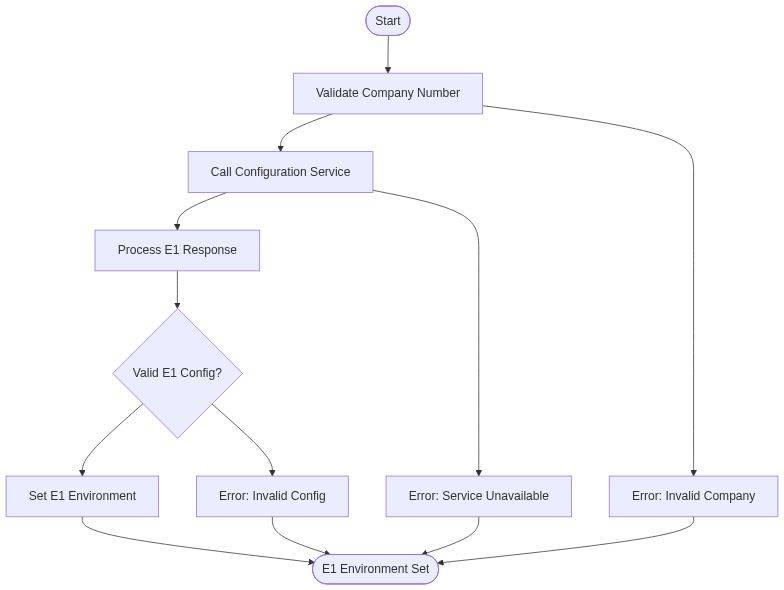 Start
Validate Company Number
Call Configuration Service
Process E1 Response
Valid E1 Config?
Set E1 Environment
Error: Invalid Config
Error: Service Unavailable
Error: Invalid Company
E1 Environment Set